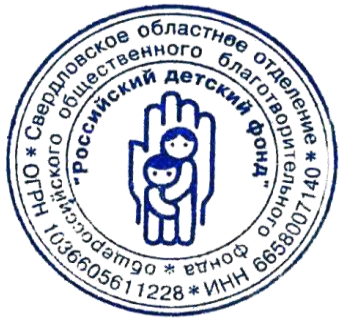 Свердловское областное отделение * ИНН 6658007140 * ОГРН 1036605611228 *
общероссийского общественного благотворительного фонда *
"Российский детский фонд"